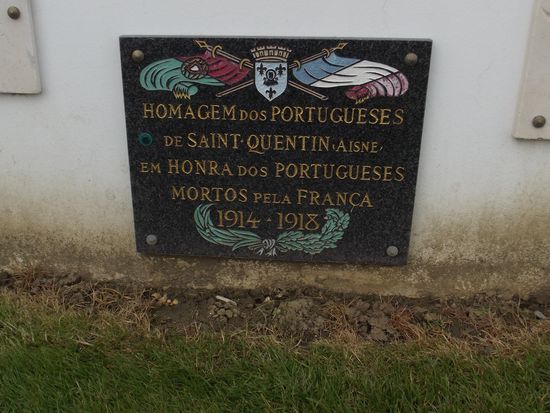 HOMAGEM DOS PORTUGUESES
DE SAINT-QUENTIN (AISNE)
EM HONRA DOS PORTUGUESES
MORTOS PELA FRANÇA
1914-1918